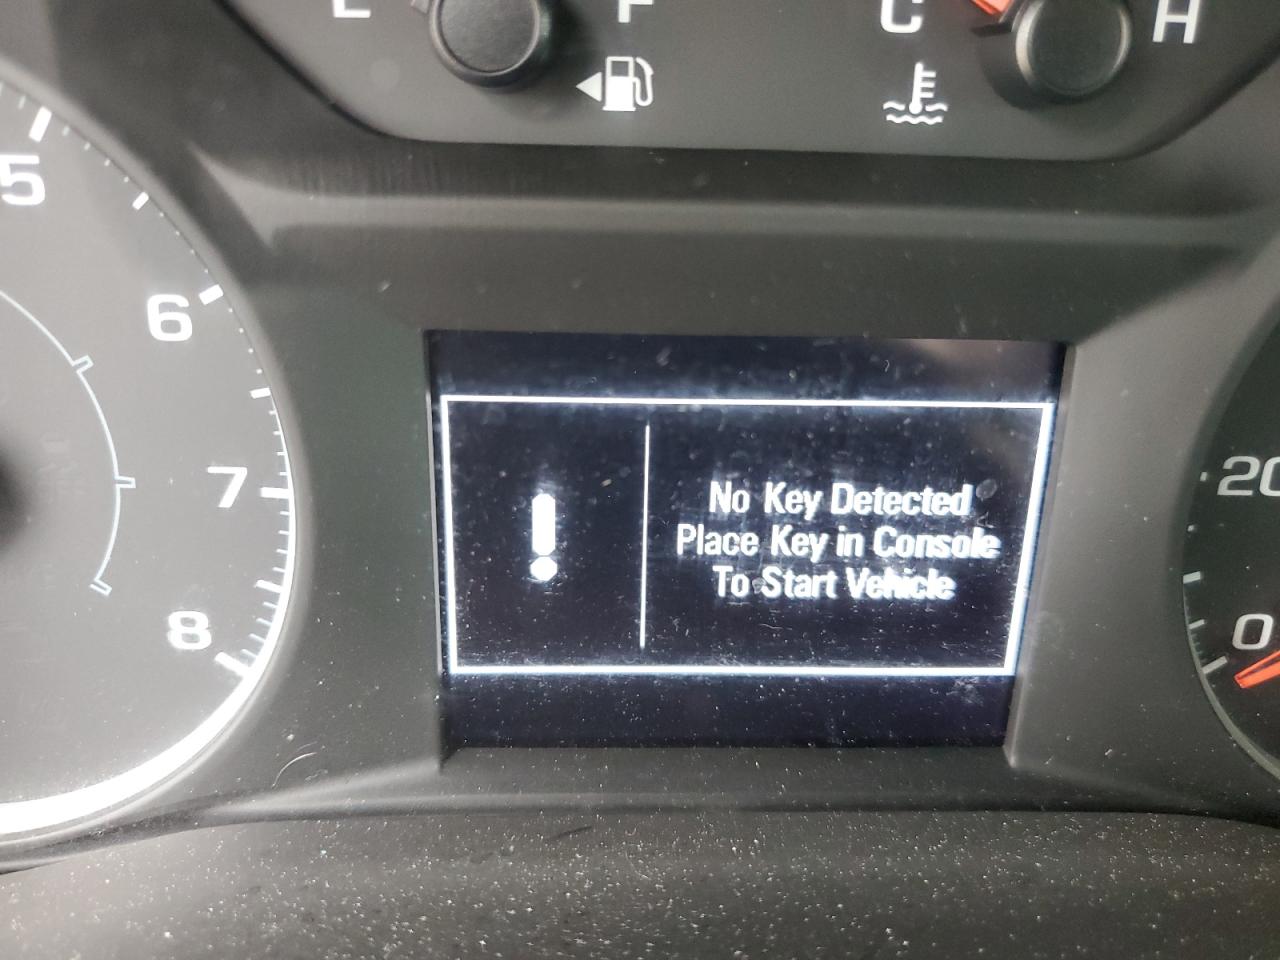 E F C H
5
6
7
8
No Key Detected
Place Key in Console
To Start Vehicle
20
0